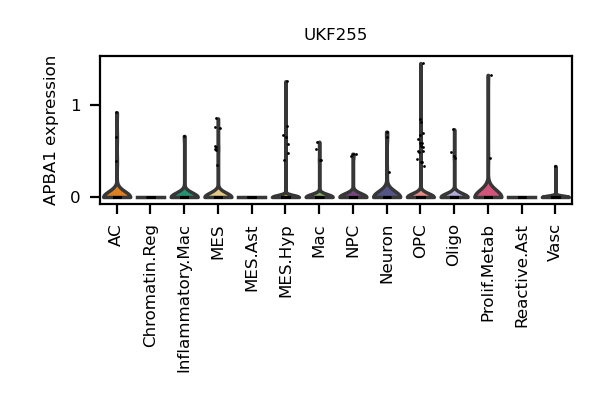 UKF255
APBA1 expression
1
0
AC
Chromatin.Reg
Inflammatory.Mac
MES
MES.Ast
MES.Hyp
Mac
NPC
Neuron
OPC
Oligo
Prolif.Metab
Reactive.Ast
Vasc